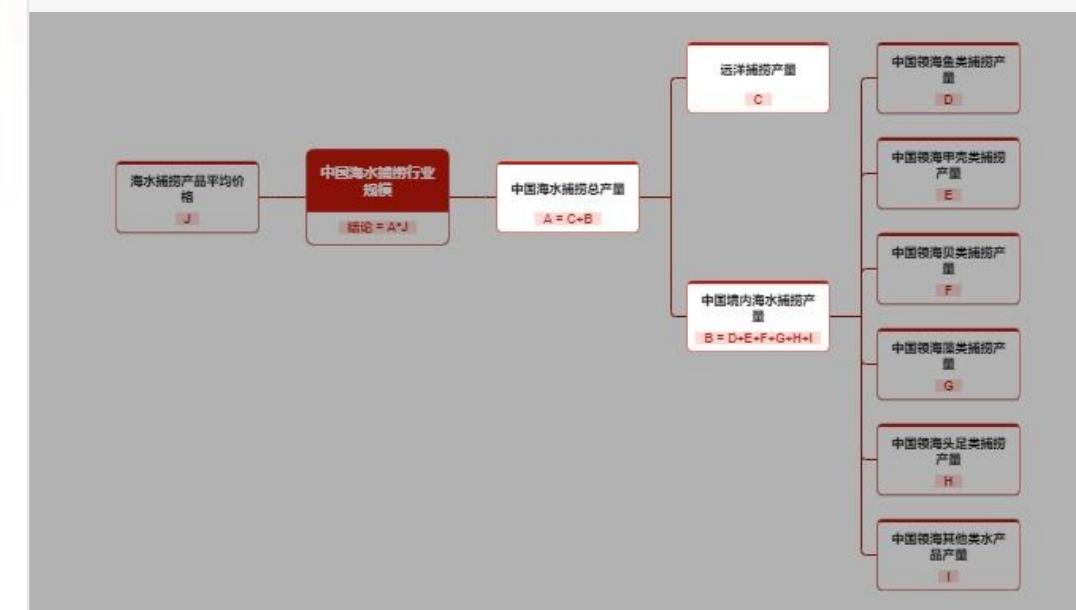 海水捕捞产品平均价
格
J
中国海水捕捞行业
规模
结论 = A*J
中国海水捕捞总产量
A = C+B
远洋捕捞产量
C
中国境内海水捕捞产
量
B = D+E+F+G+H+I
中国领海鱼类捕捞产
量
D
中国领海甲壳类捕捞
产量
E
中国领海贝类捕捞产
量
F
中国领海藻类捕捞产
量
G
中国领海头足类捕捞
产量
H
中国领海其他类水产
品产量
I